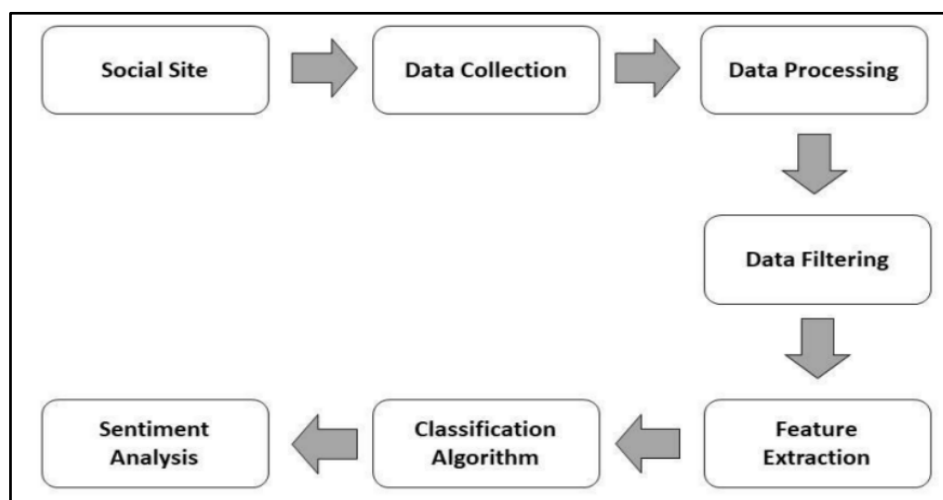 Social Site
Data Collection
Data Processing
Data Filtering
Feature
Extraction
Classification
Algorithm
Sentiment
Analysis